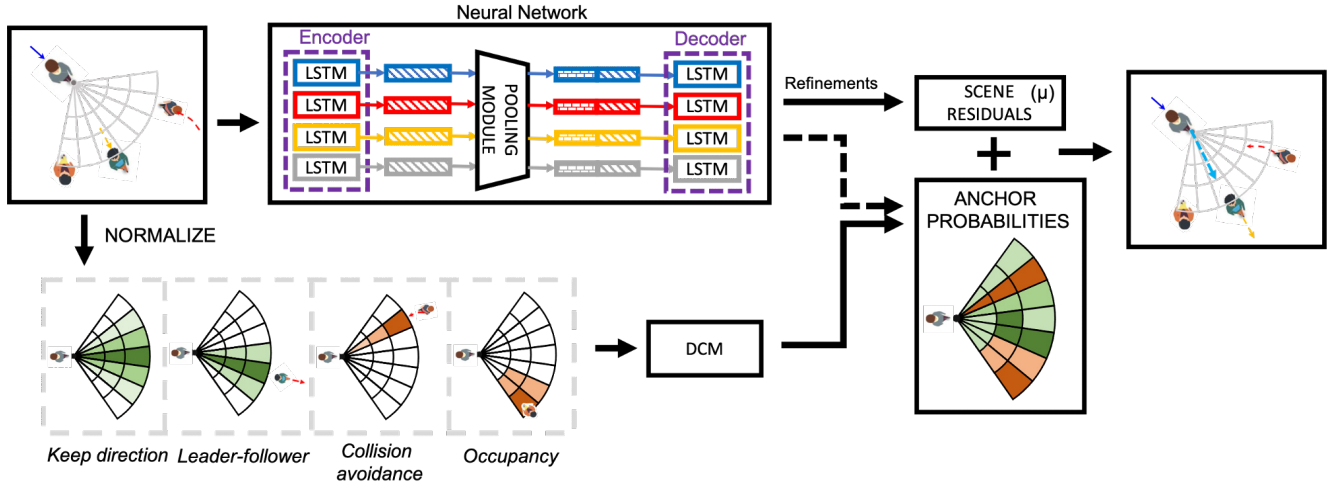 Neural Network
Encoder
Decoder
LSTM
LSTM
LSTM
LSTM
POOLING
MODULE
LSTM
LSTM
LSTM
LSTM
Refinements
SCENE (μ)
RESIDUALS
+
NORMALIZE
ANCHOR
PROBABILITIES
DCM
Keep direction
Leader-follower
Collision
avoidance
Occupancy